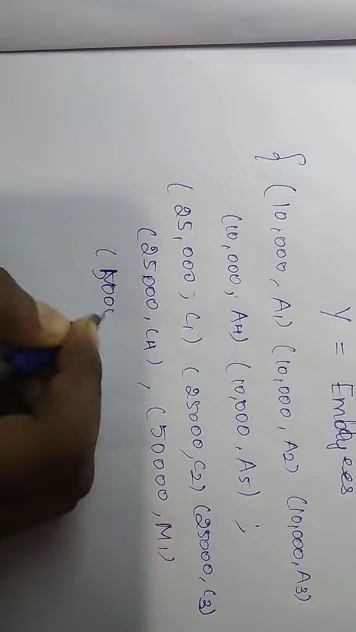 Y = Employees
{ (10,000, A1) (10,000, A2) (10,000, A3)
(10,000, A4) (10,000, A5) ;
(25,000, C1) (25000, C2) (25000, C3)
(25000, C4) , (50000, M1)
(